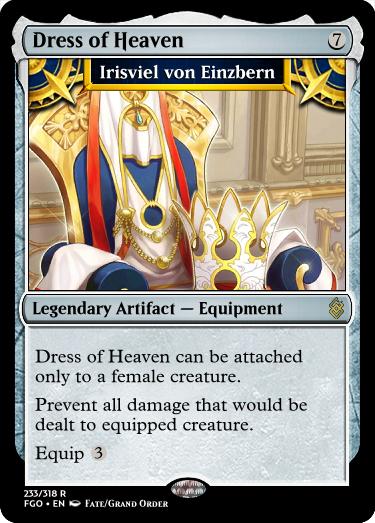 Dress of Heaven 7
Irisviel von Einzbern
Legendary Artifact — Equipment
Dress of Heaven can be attached
only to a female creature.
Prevent all damage that would be
dealt to equipped creature.
Equip 3
233/318 R
FGO • EN Fate/Grand Order